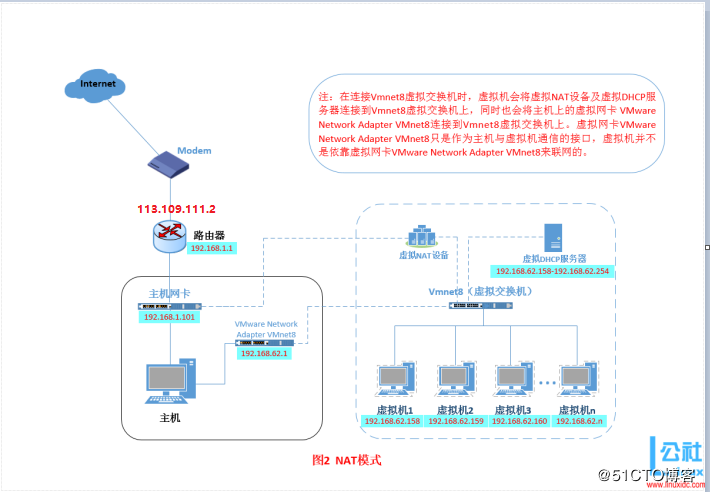 Internet
注：在连接Vmnet8虚拟交换机时，虚拟机会将虚拟NAT设备及虚拟DHCP服
务器连接到Vmnet8虚拟交换机上，同时也会将主机上的虚拟网卡 VMware
Network Adapter VMnet8连接到Vmnet8虚拟交换机上。虚拟网卡VMware
Network Adapter VMnet8只是作为主机与虚拟机通信的接口，虚拟机并不
是依靠虚拟网卡VMware Network Adapter VMnet8来联网的。
Modem
113.109.111.2
路由器
192.168.1.1
虚拟NAT设备
虚拟DHCP服务器
192.168.62.158-192.168.62.254
主机网卡
192.168.1.101
Vmnet8（虚拟交换机）
VMware Network
Adapter VMnet8
192.168.62.1
主机
虚拟机1
192.168.62.158
虚拟机2
192.168.62.159
虚拟机3
192.168.62.160
虚拟机n
192.168.62.n
图2 NAT模式
公社
@51CTO博客
www.linuxidc.com